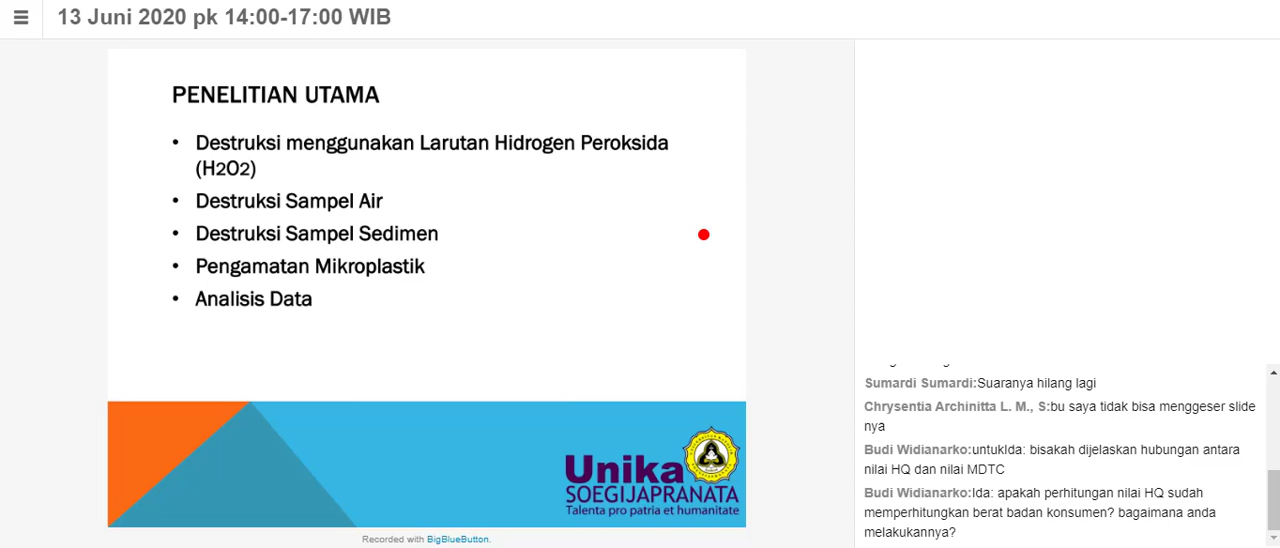 13 Juni 2020 pk 14:00-17:00 WIB
PENELITIAN UTAMA
• Destruksi menggunakan Larutan Hidrogen Peroksida
(H2O2)
• Destruksi Sampel Air
• Destruksi Sampel Sedimen
• Pengamatan Mikroplastik
• Analisis Data
Unika
SOEGIJAPRANATA
Talenta pro patria et humanitate
Recorded with BigBlueButton.
Sumardi Sumardi:Suaranya hilang lagi
Chrysentia Archinitta L. M., S:bu saya tidak bisa menggeser slide
nya
Budi Widianarko:untukIda: bisakah dijelaskan hubungan antara
nilai HQ dan nilai MDTC
Budi Widianarko:Ida: apakah perhitungan nilai HQ sudah
memperhitungkan berat badan konsumen? bagaimana anda
melakukannya?